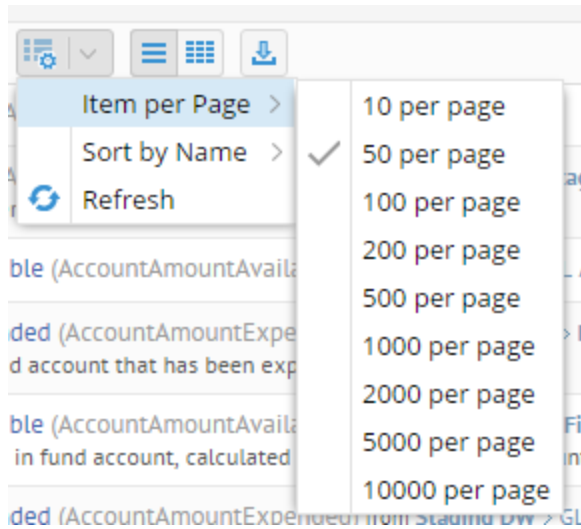 Item per Page
Sort by Name
Refresh
10 per page
50 per page
100 per page
200 per page
500 per page
1000 per page
2000 per page
5000 per page
10000 per page
ble (AccountAmountAvaila
ded (AccountAmountExpe
d account that has been exp
ble (AccountAmountAvaila
in fund account, calculated
ded (AccountAmountExpended) from Staging DW > GL